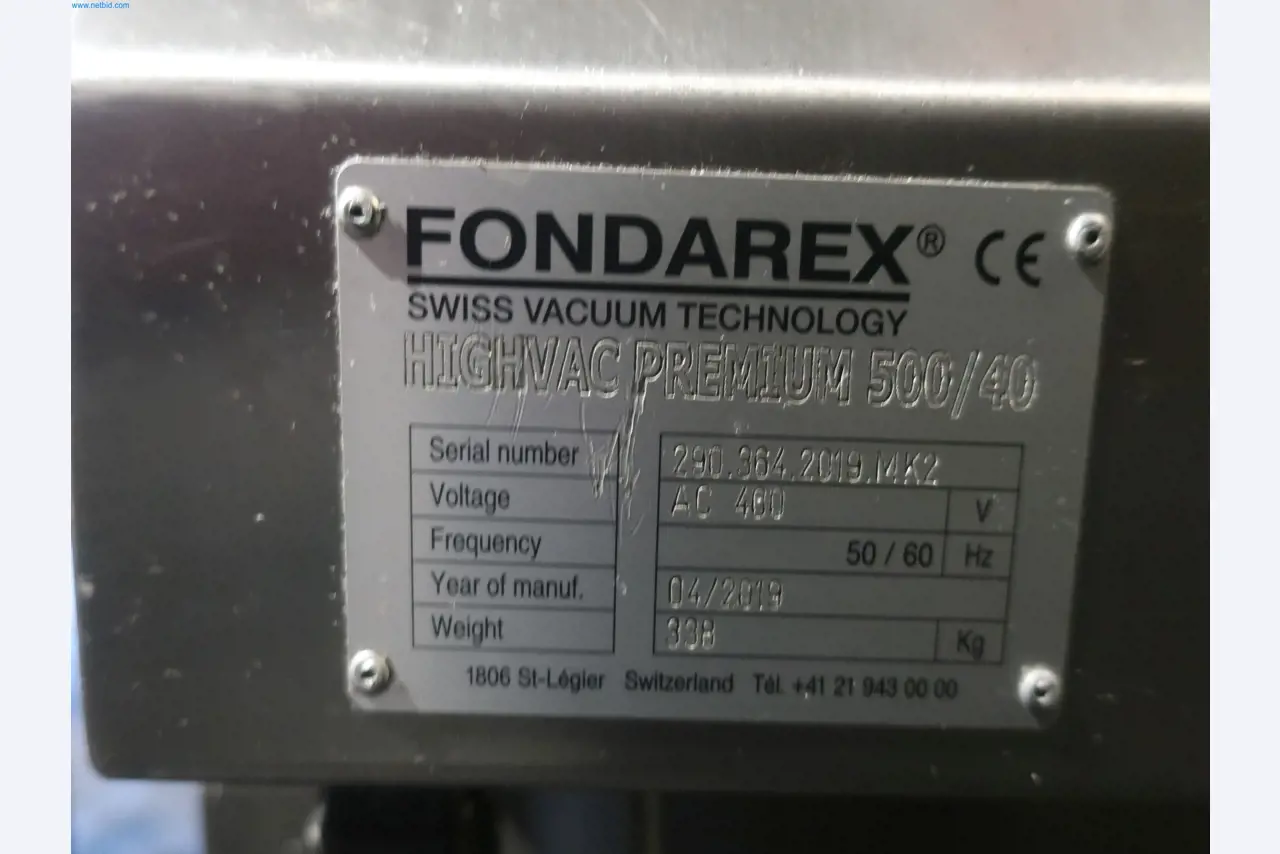 www.netbid.com
FONDAREX® CE
SWISS VACUUM TECHNOLOGY
HIGHVAC PREMIUM 500/40
Serial number 290.364.2019.MK2
Voltage AC 400 V
Frequency 50 / 60 Hz
Year of manuf. 04/2019
Weight 338 Kg
1806 St-Légier Switzerland Tél. +41 21 943 00 00